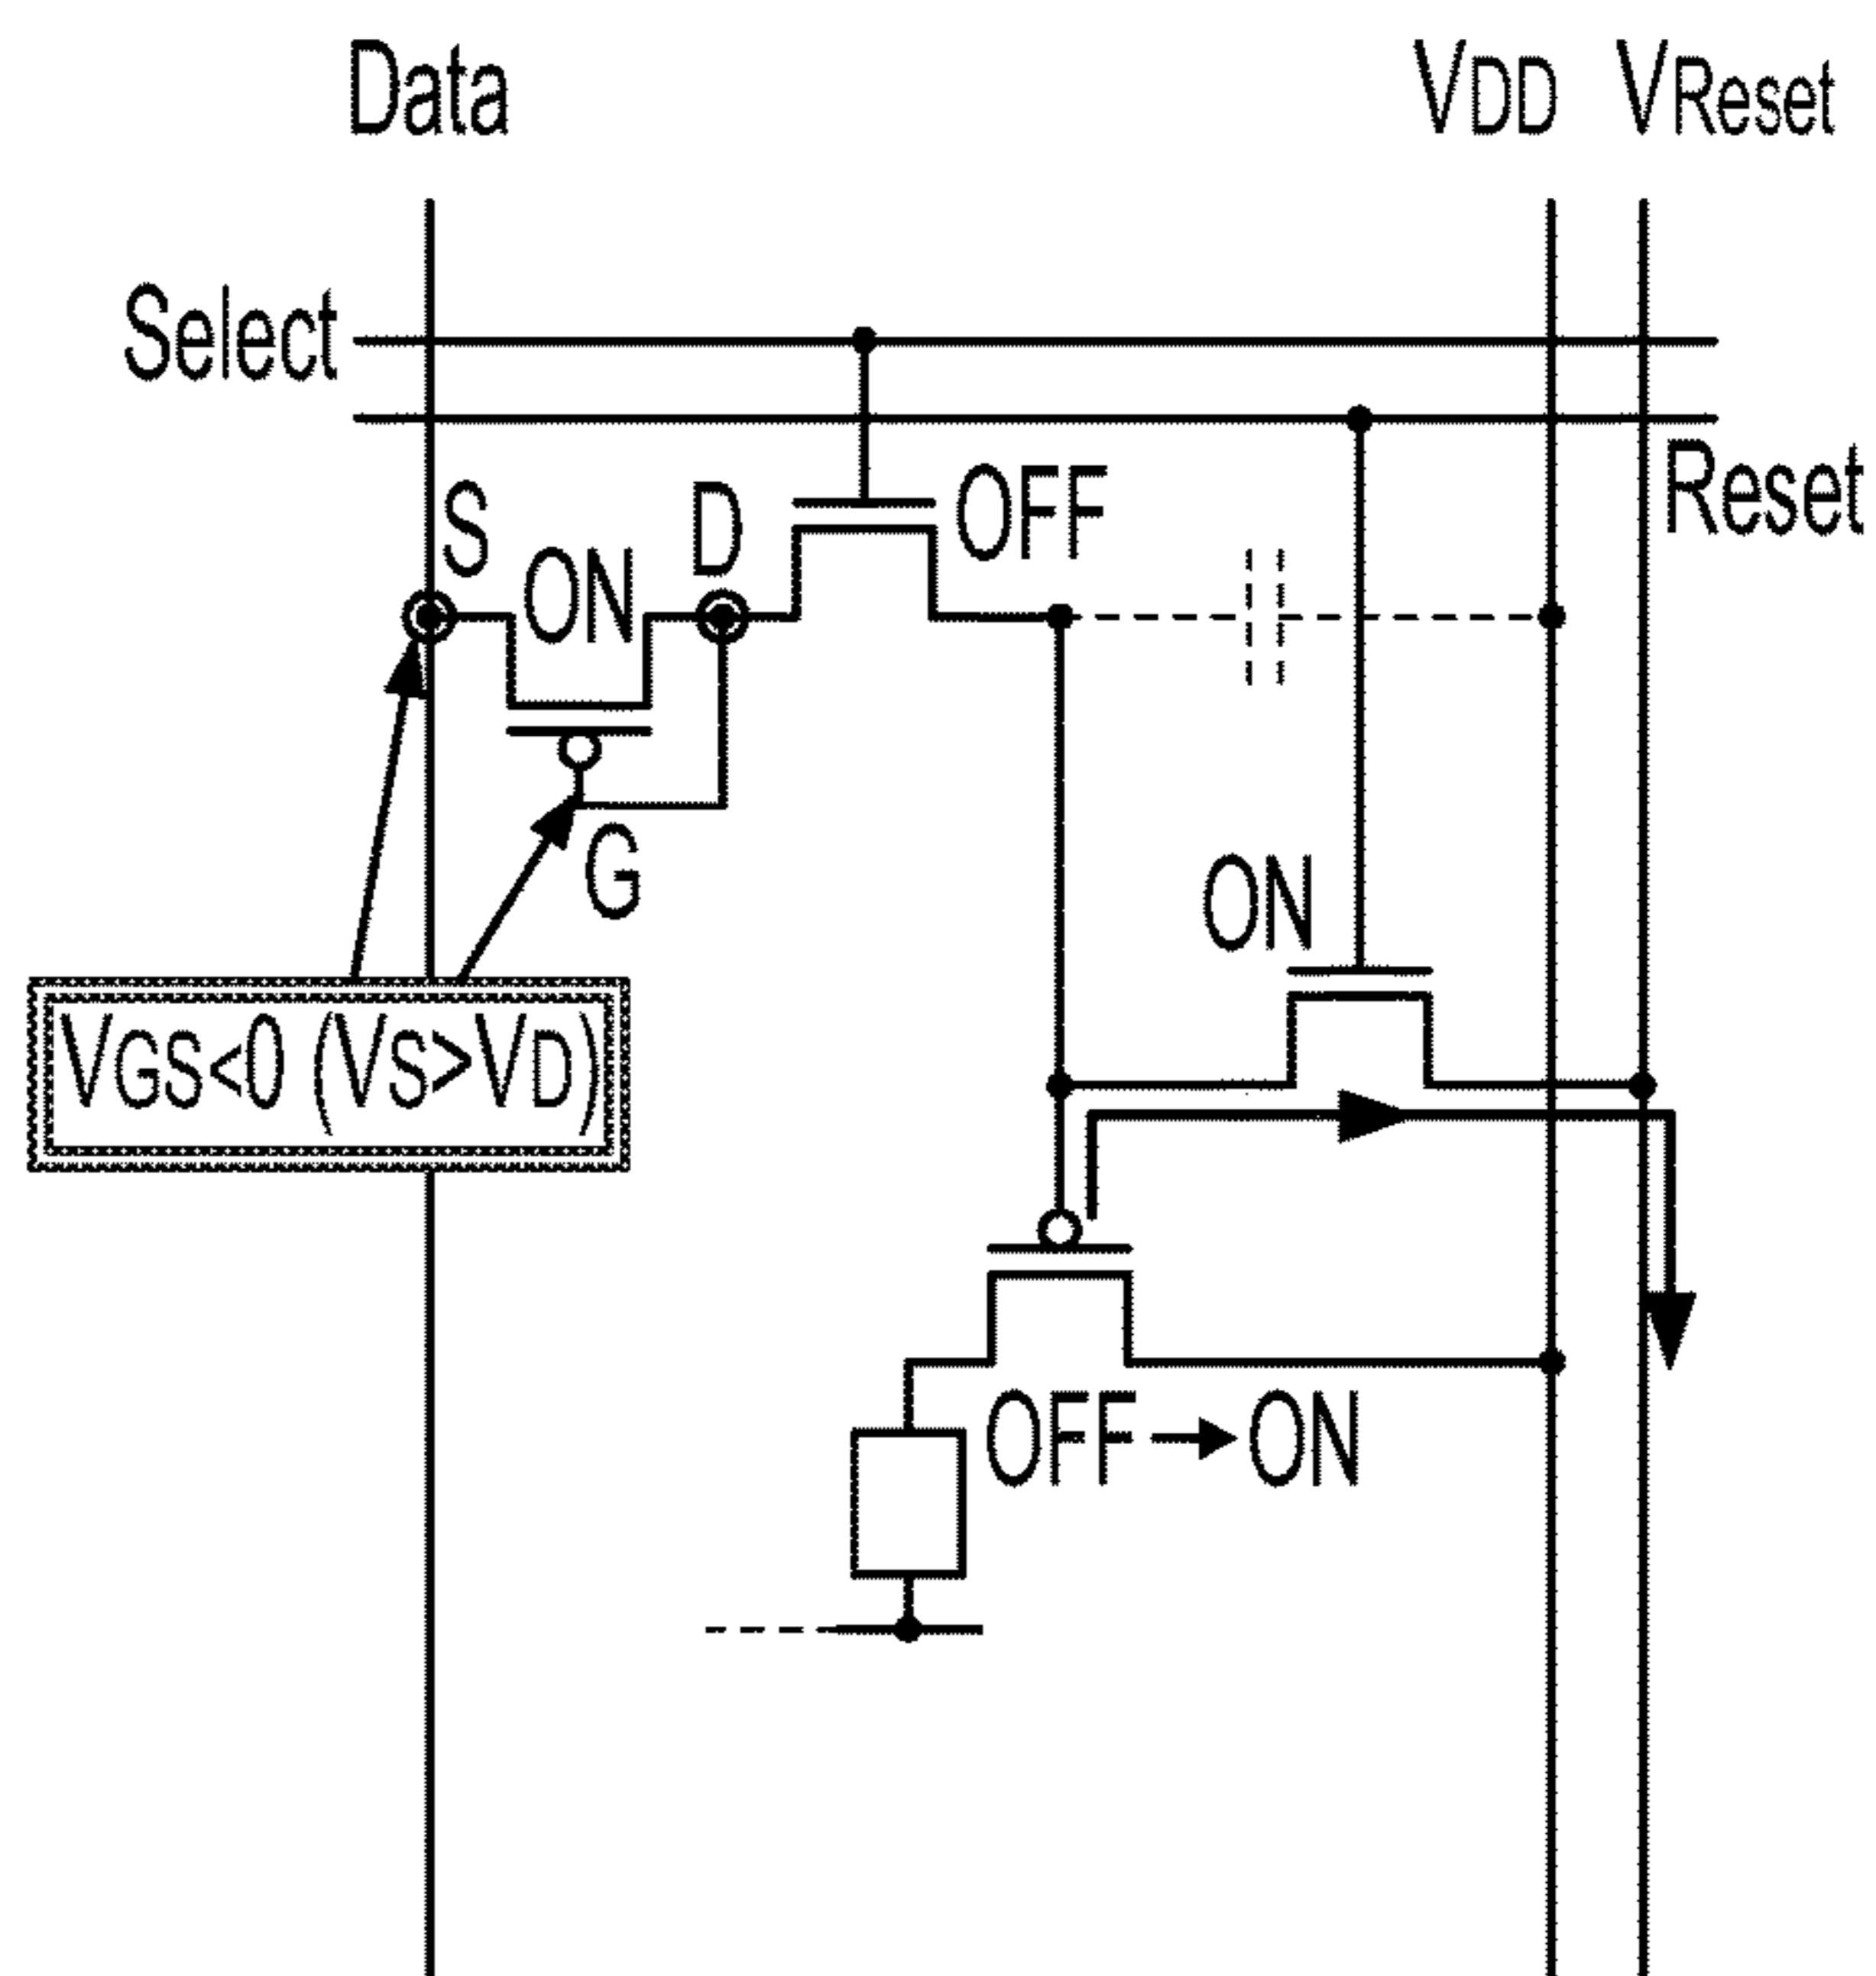 Data
VDD
VReset
Select
Reset
S
ON
D
OFF
G
ON
VGS<0 (VS>VD)
OFF → ON